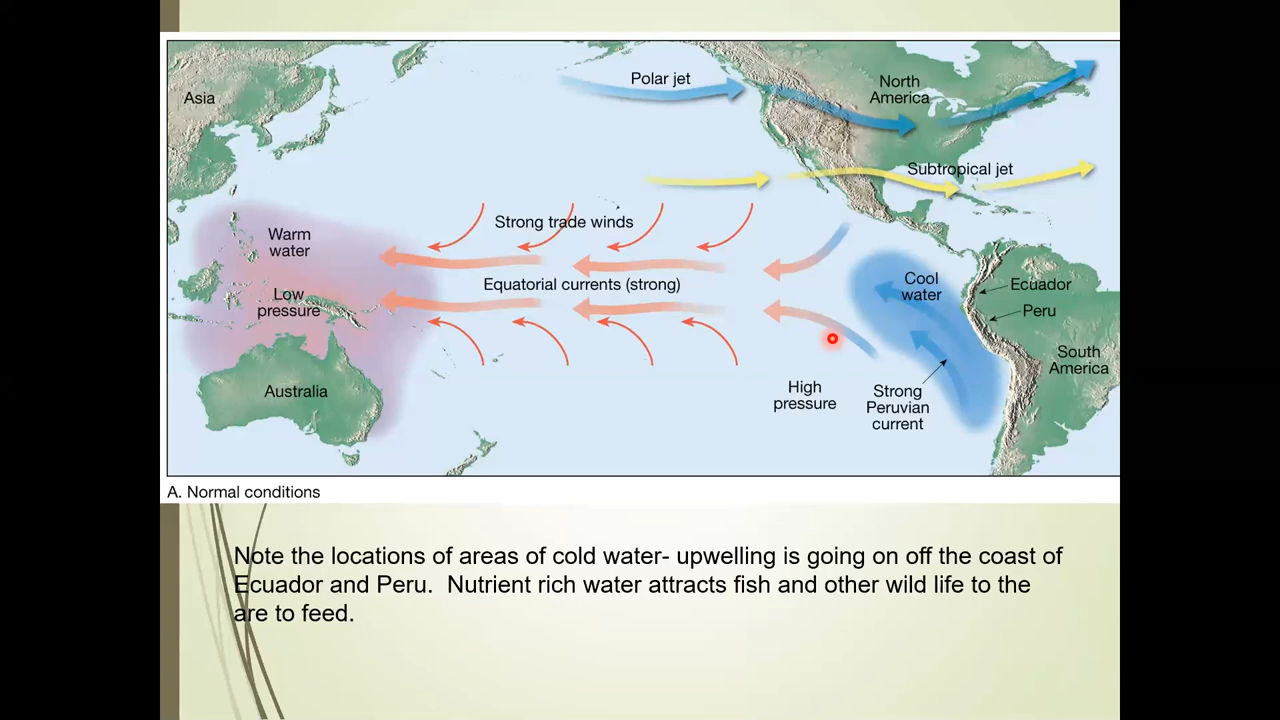 Polar jet
North
America
Asia
Subtropical jet
Strong trade winds
Warm
water
Equatorial currents (strong)
Cool
water
Ecuador
Low
pressure
Peru
South
America
Australia
High
pressure
Strong
Peruvian
current
A. Normal conditions
Note the locations of areas of cold water- upwelling is going on off the coast of
Ecuador and Peru.  Nutrient rich water attracts fish and other wild life to the
are to feed.